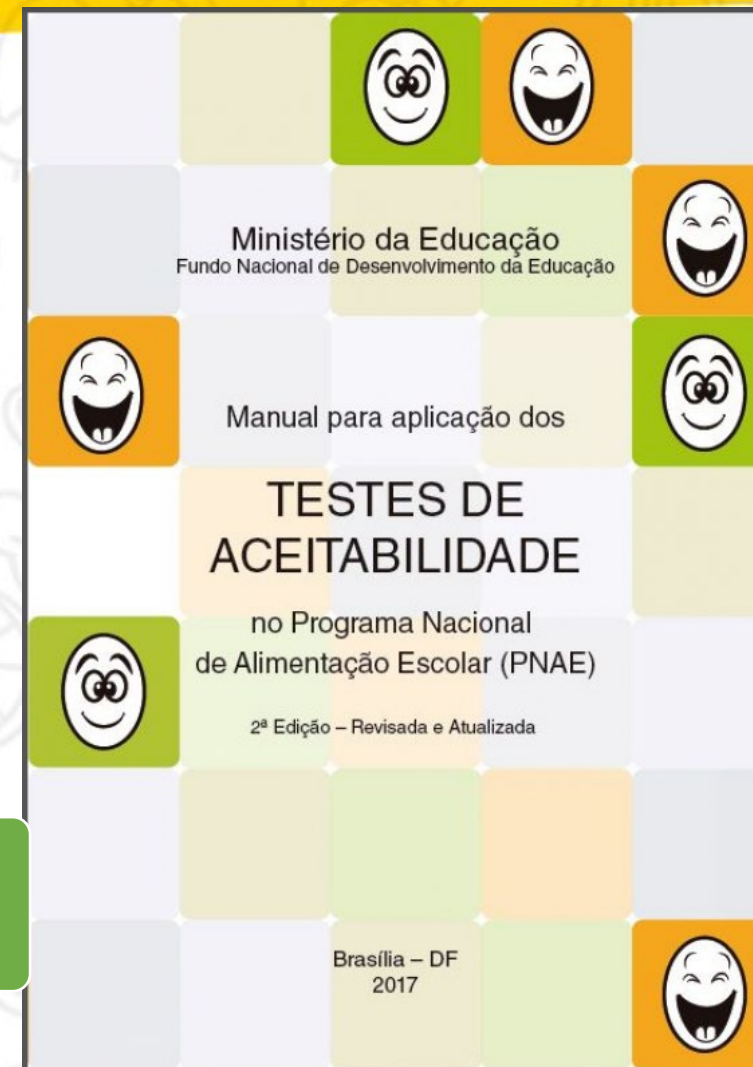 Ministério da Educação
Fundo Nacional de Desenvolvimento da Educação
Manual para aplicação dos
TESTES DE
ACEITABILIDADE
no Programa Nacional
de Alimentação Escolar (PNAE)
2ª Edição – Revisada e Atualizada
Brasília – DF
2017